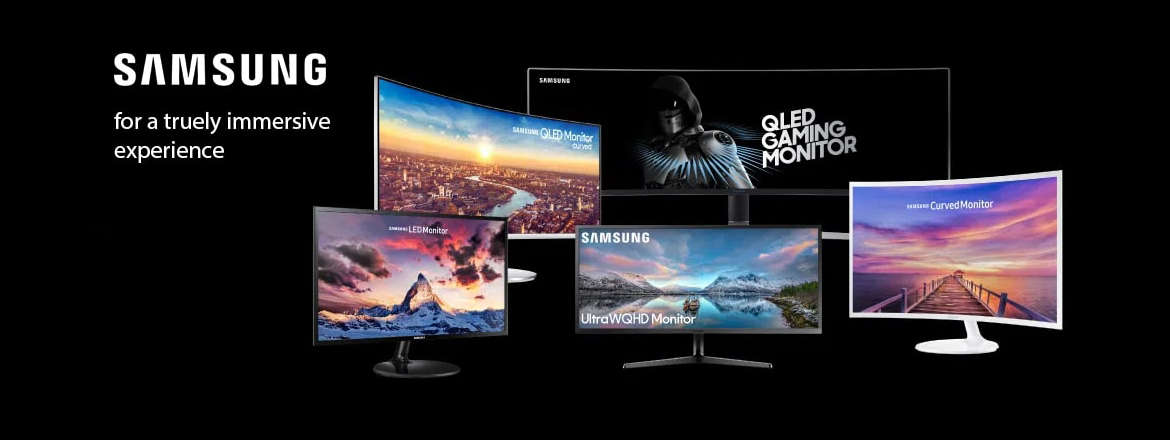 SAMSUNG
for a truely immersive
experience
SAMSUNG
QLED
GAMING
MONITOR
SAMSUNG QLED Monitor
curved
SAMSUNG LED Monitor
SAMSUNG
SAMSUNG
UltraWQHD Monitor
SAMSUNG Curved Monitor